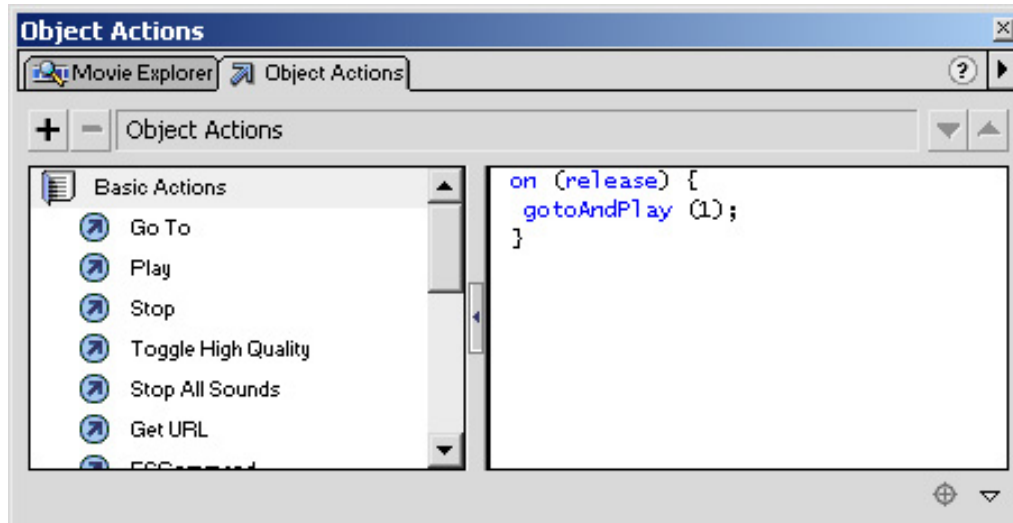 Object Actions
Movie Explorer Object Actions ?
Object Actions
Basic Actions
Go To
Play
Stop
Toggle High Quality
Stop All Sounds
Get URL
on (release) {
gotoAndPlay (1);
}